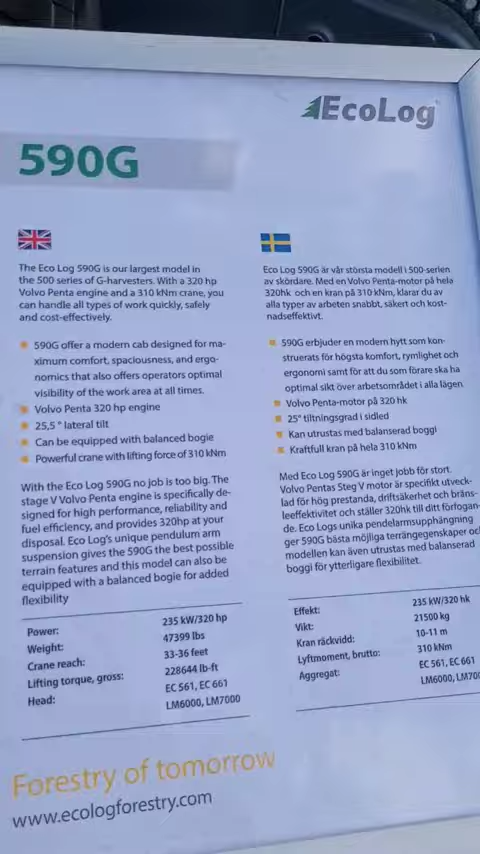 EcoLog
590G
The Eco Log 590G is our largest model in
the 500 series of G-harvesters. With a 320 hp
Volvo Penta engine and a 310 kNm crane, you
can handle all types of work quickly, safely
and cost-effectively.
590G offer a modern cab designed for ma-
ximum comfort, spaciousness, and ergo-
nomics that also offers operators optimal
visibility of the work area at all times.
Volvo Penta 320 hp engine
25,5 ° lateral tilt
Can be equipped with balanced bogie
Powerful crane with lifting force of 310 kNm
With the Eco Log 590G no job is too big. The
stage V Volvo Penta engine is specifically de-
signed for high performance, reliability and
fuel efficiency, and provides 320hp at your
disposal. Eco Log's unique pendulum arm
suspension gives the 590G the best possible
terrain features and this model can also be
equipped with a balanced bogie for added
flexibility
Power: 235 kW/320 hp
Weight: 47399 lbs
Crane reach: 33-36 feet
Lifting torque, gross: 228644 lb-ft
Head: EC 561, EC 661
LM6000, LM7000
Eco Log 590G är vår största modell i 500-serien
av skördare. Med en Volvo Penta-motor på hela
320hk och en kran på 310 kNm, klarar du av
alla typer av arbeten snabbt, säkert och kost-
nadseffektivt.
590G erbjuder en modern hytt som kon-
struerats för högsta komfort, rymlighet och
ergonomi samt för att du som förare ska ha
optimal sikt över arbetsområdet i alla lägen
Volvo Penta-motor på 320 hk
25° tiltningsgrad i sidled
Kan utrustas med balanserad boggi
Kraftfull kran på hela 310 kNm
Med Eco Log 590G är inget jobb för stort.
Volvo Pentas Steg V motor är specifikt utveck-
lad för hög prestanda, driftsäkerhet och bräns-
leeffektivitet och ställer 320hk till ditt förfogan-
de. Eco Logs unika pendelarmsupphängning
ger 590G bästa möjliga terrängegenskaper oc
modellen kan även utrustas med balanserad
boggi för ytterligare flexibilitet.
Effekt: 235 kW/320 hk
Vikt: 21500 kg
Kran räckvidd: 10-11 m
Lyftmoment, brutto: 310 kNm
Aggregat: EC 561, EC 661
LM6000, LM700
Forestry of tomorrow
www.ecologforestry.com